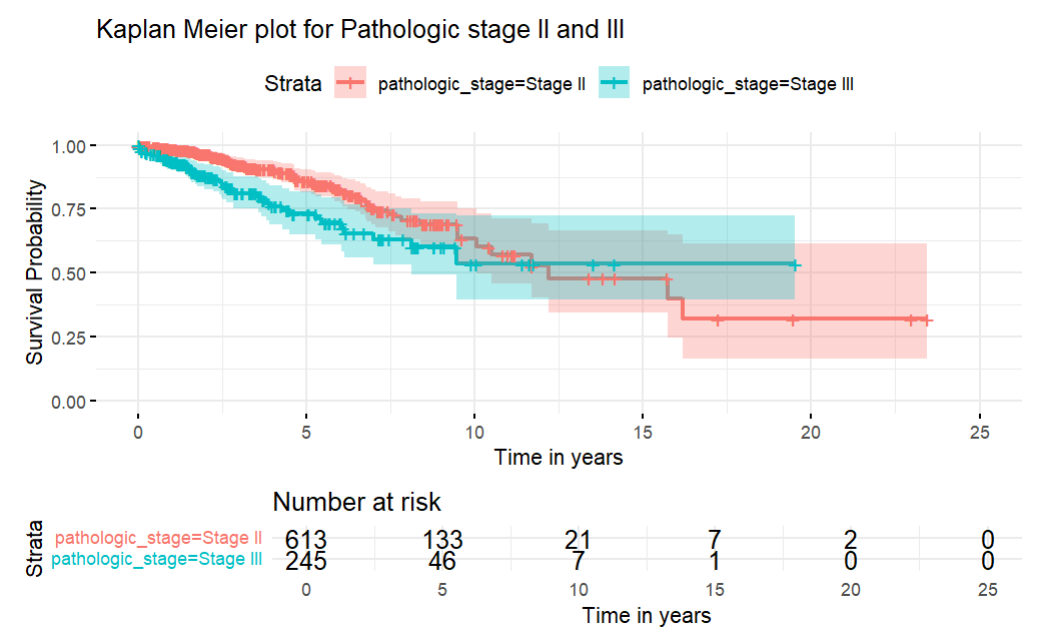 Kaplan Meier plot for Pathologic stage II and III
Strata pathologic_stage=Stage II pathologic_stage=Stage III
Survival Probability
1.00
0.75
0.50
0.25
0.00
0 5 10 15 20 25
Time in years
Number at risk
Strata
pathologic_stage=Stage II 613 133 21 7 2 0
pathologic_stage=Stage III 245 46 7 1 0 0
0 5 10 15 20 25
Time in years